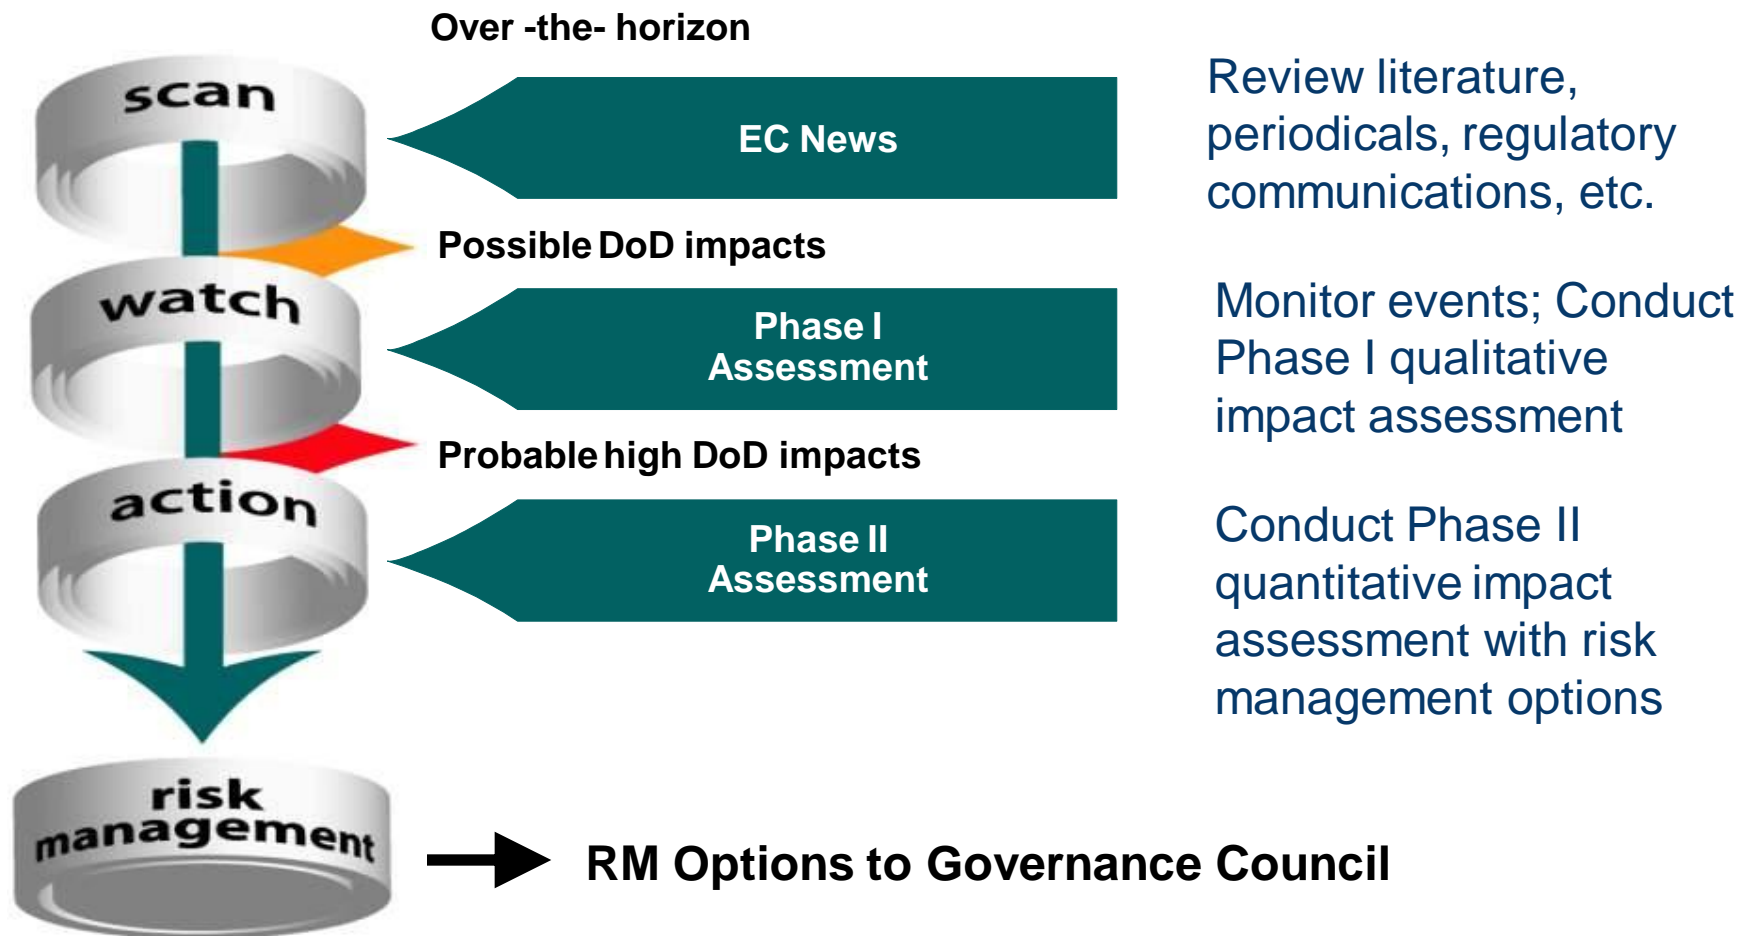 Over -the- horizon
scan
EC News
Review literature,
periodicals, regulatory
communications, etc.
Possible DoD impacts
watch
Phase I
Assessment
Monitor events; Conduct
Phase I qualitative
impact assessment
Probable high DoD impacts
action
Phase II
Assessment
Conduct Phase II
quantitative impact
assessment with risk
management options
risk
management
RM Options to Governance Council